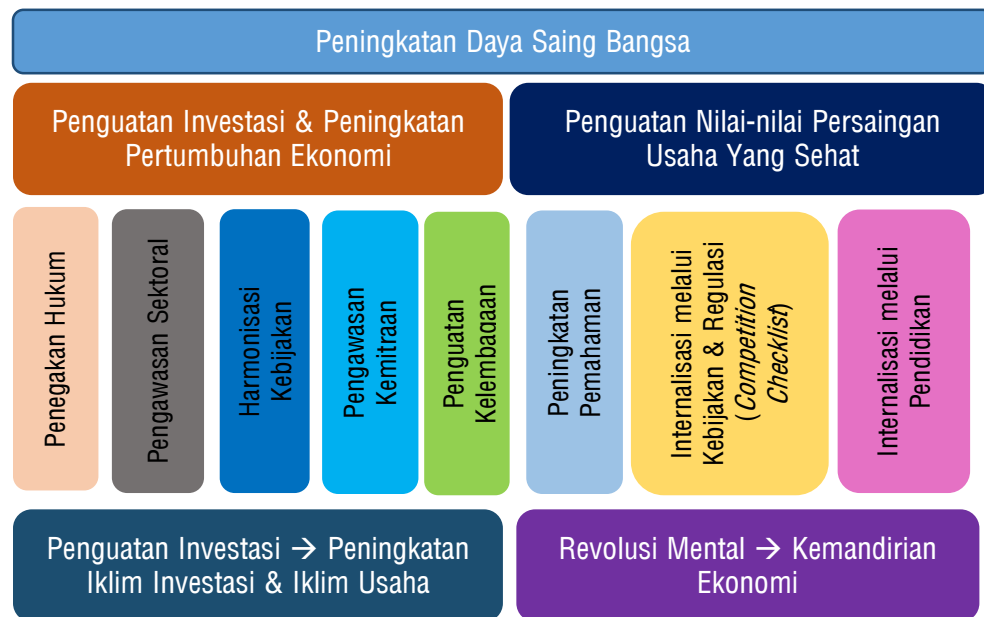 Peningkatan Daya Saing Bangsa
Penguatan Investasi & Peningkatan
Pertumbuhan Ekonomi
Penguatan Nilai-nilai Persaingan
Usaha Yang Sehat
Penegakan Hukum
Pengawasan Sektoral
Harmonisasi
Kebijakan
Pengawasan
Kemitraan
Penguatan
Kelembagaan
Peningkatan
Pemahaman
Internalisasi melalui
Kebijakan & Regulasi
(Competition
Checklist)
Internalisasi melalui
Pendidikan
Penguatan Investasi → Peningkatan
Iklim Investasi & Iklim Usaha
Revolusi Mental → Kemandirian
Ekonomi